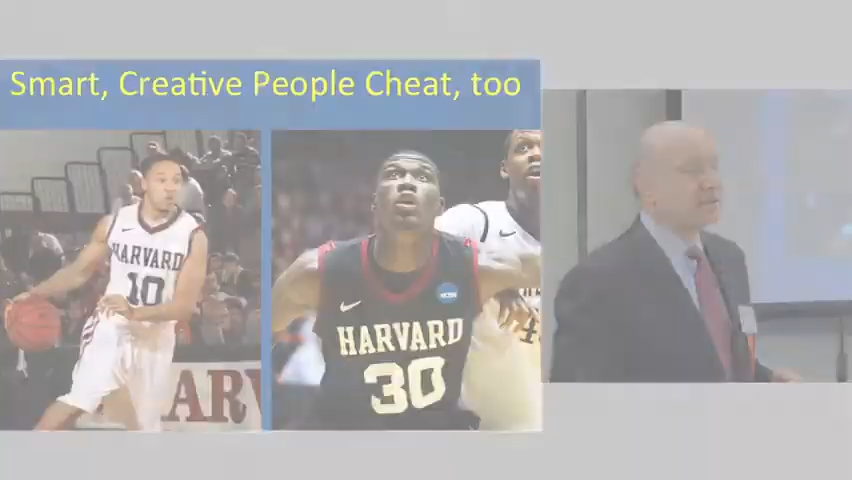 Smart, Creative People Cheat, too
HARVARD
10
HARVARD
30
ARV